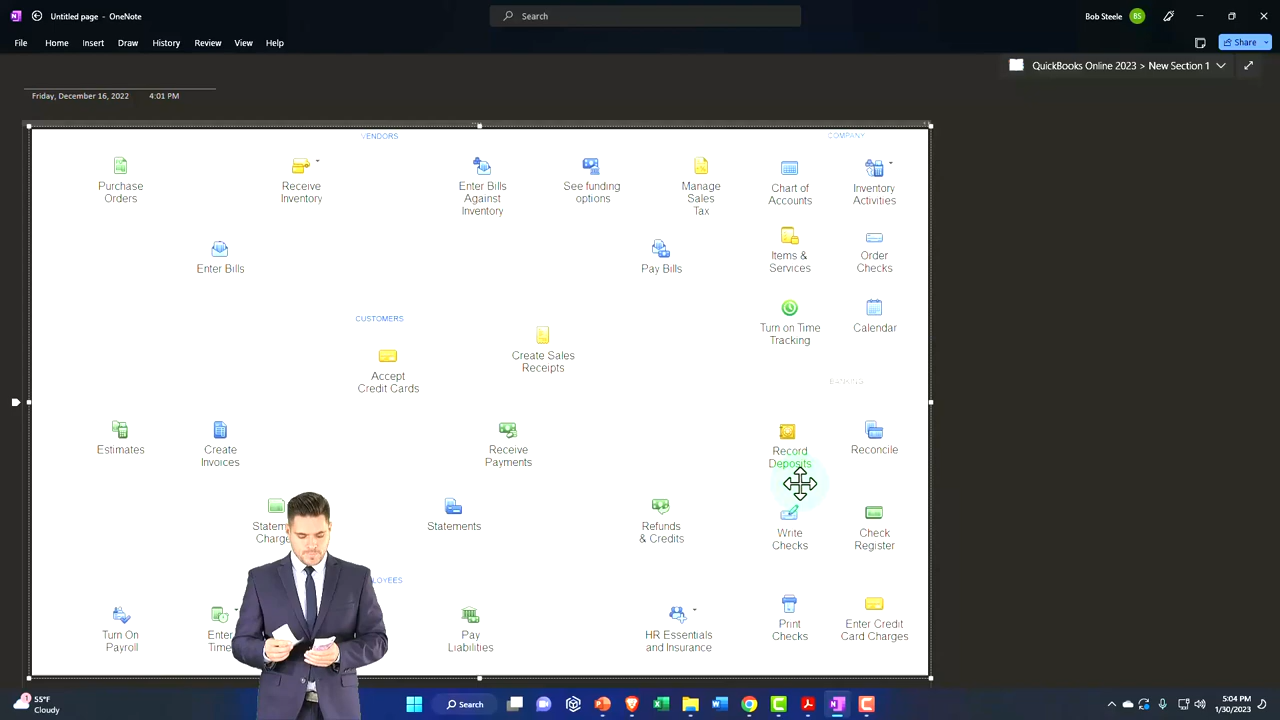 Untitled page - OneNote
Search
Bob Steele
BS
File
Home
Insert
Draw
History
Review
View
Help
Share
QuickBooks Online 2023 > New Section 1
Friday, December 16, 2022
4:01 PM
VENDORS
COMPANY
Purchase
Orders
Receive
Inventory
Enter Bills
Against
Inventory
See funding
options
Manage
Sales
Tax
Chart of
Accounts
Inventory
Activities
Enter Bills
Pay Bills
Items &
Services
Order
Checks
CUSTOMERS
Turn on Time
Tracking
Calendar
Create Sales
Receipts
Accept
Credit Cards
BANKING
Estimates
Create
Invoices
Receive
Payments
Record
Deposits
Reconcile
Statements
Refunds
& Credits
Write
Checks
Check
Register
Turn On
Payroll
Enter
Time
Pay
Liabilities
HR Essentials
and Insurance
Print
Checks
Enter Credit
Card Charges
55°F
Cloudy
1
Search
5:04 PM
1/30/2023